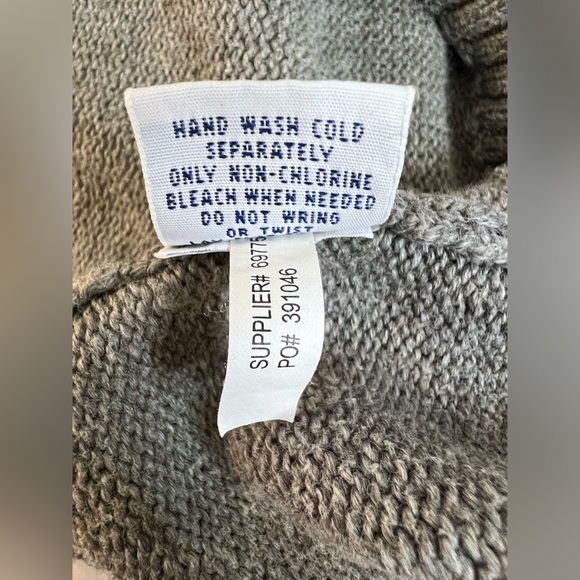 HAND WASH COLD
SEPARATELY
ONLY NON-CHLORINE
BLEACH WHEN NEEDED
DO NOT WRING
OR TWIST
SUPPLIER#
PO# 391046